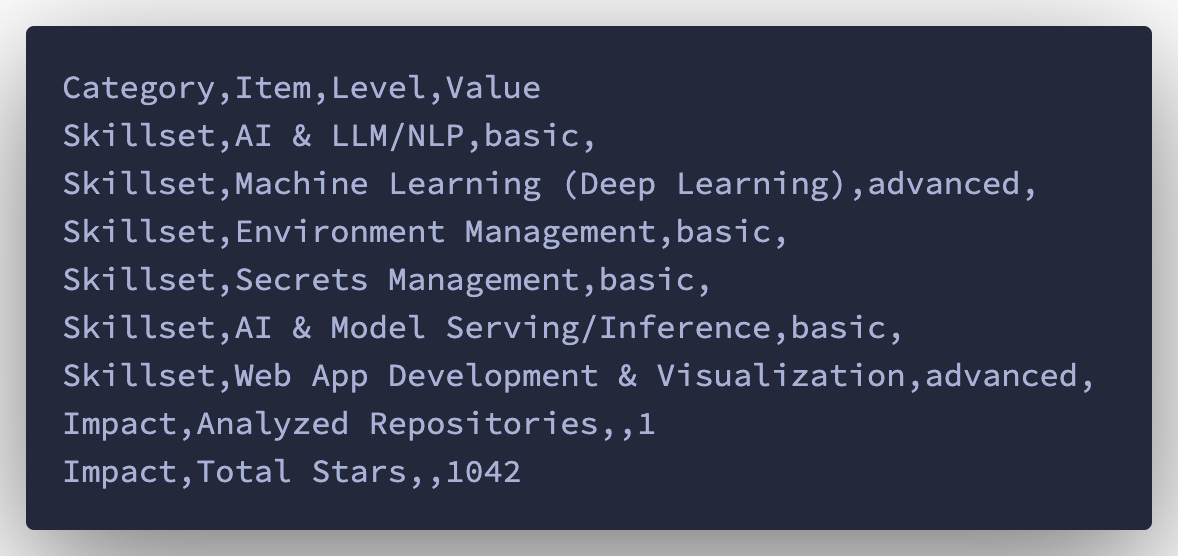 Category,Item,Level,Value
Skillset,AI & LLM/NLP,basic,
Skillset,Machine Learning (Deep Learning),advanced,
Skillset,Environment Management,basic,
Skillset,Secrets Management,basic,
Skillset,AI & Model Serving/Inference,basic,
Skillset,Web App Development & Visualization,advanced,
Impact,Analyzed Repositories,,1
Impact,Total Stars,,1042